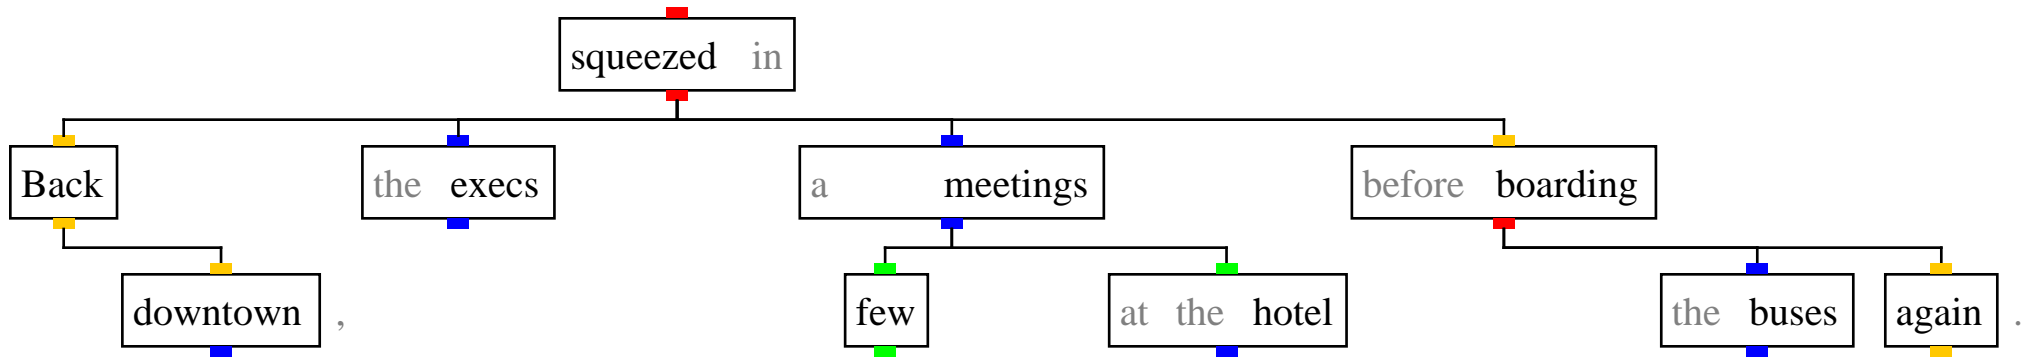 squeezed in
Back the execs a meetings before boarding
downtown , few at the hotel the buses again .